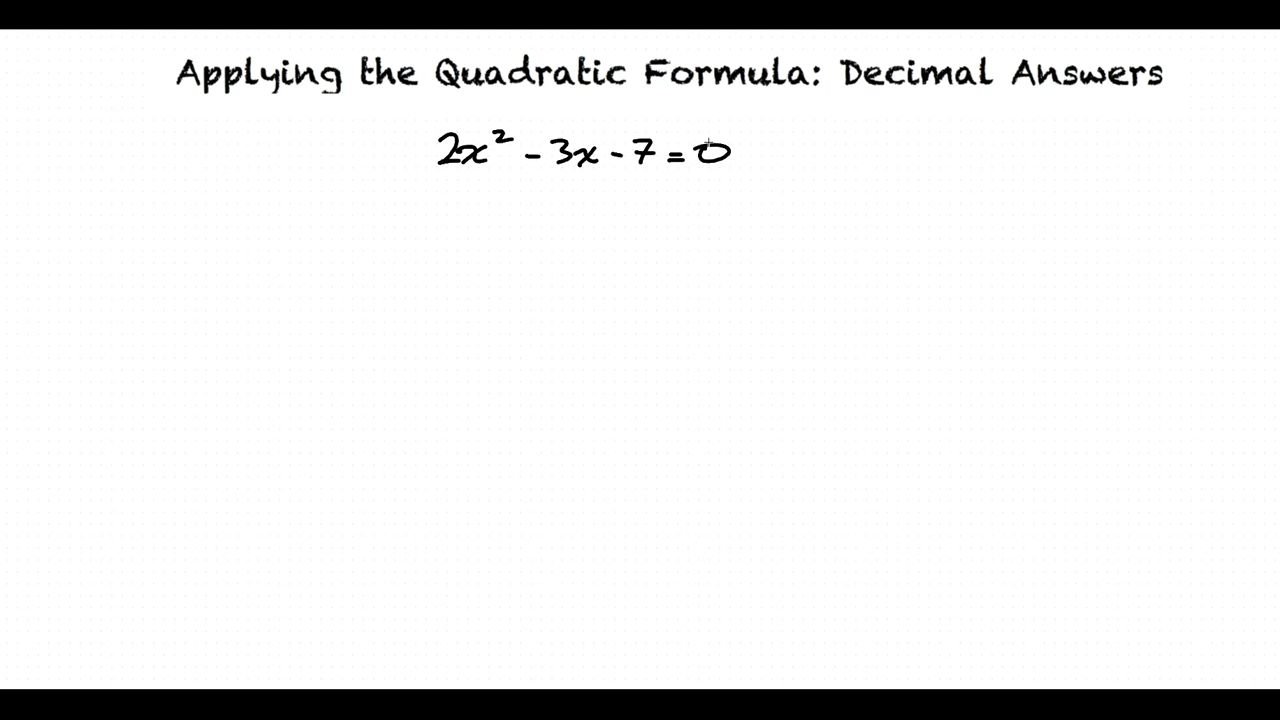 Applying the Quadratic Formula: Decimal Answers
2x² - 3x - 7 = 0